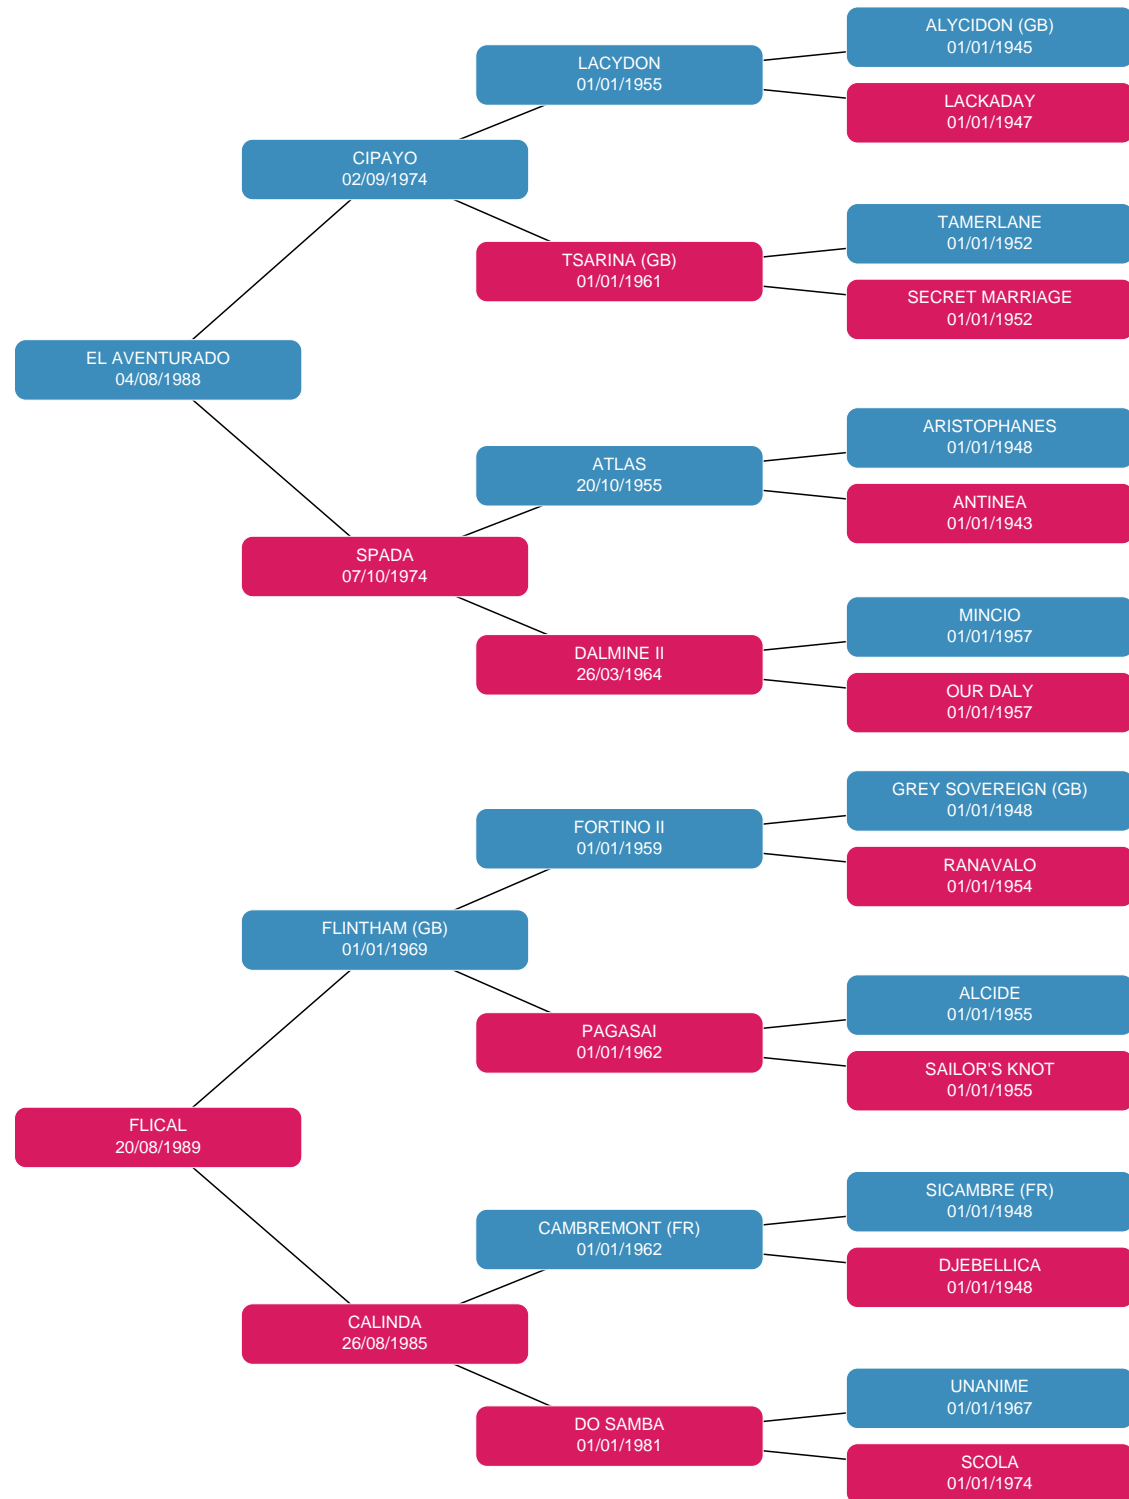 ALYCIDON (GB)
01/01/1945
LACYDON
01/01/1955
LACKADAY
01/01/1947
CIPAYO
02/09/1974
TAMERLANE
01/01/1952
TSARINA (GB)
01/01/1961
SECRET MARRIAGE
01/01/1952
EL AVENTURADO
04/08/1988
ARISTOPHANES
01/01/1948
ATLAS
20/10/1955
ANTINEA
01/01/1943
SPADA
07/10/1974
MINCIO
01/01/1957
DALMINE II
26/03/1964
OUR DALY
01/01/1957
GREY SOVEREIGN (GB)
01/01/1948
FORTINO II
01/01/1959
RANAVALO
01/01/1954
FLINTHAM (GB)
01/01/1969
ALCIDE
01/01/1955
PAGASAI
01/01/1962
SAILOR'S KNOT
01/01/1955
FLICAL
20/08/1989
SICAMBRE (FR)
01/01/1948
CAMBREMONT (FR)
01/01/1962
DJEBELLICA
01/01/1948
CALINDA
26/08/1985
UNANIME
01/01/1967
DO SAMBA
01/01/1981
SCOLA
01/01/1974